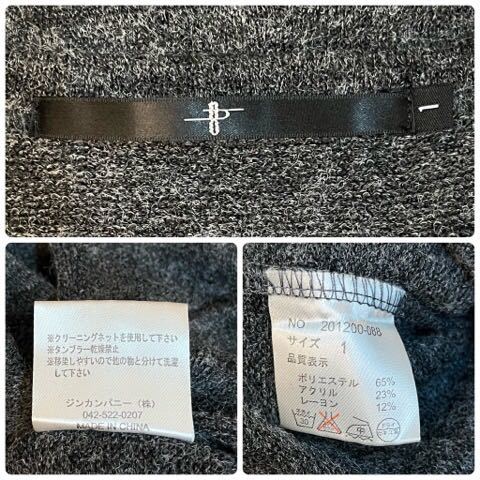 1
※クリーニングネットを使用して下さい
※タンブラー乾燥禁止
※移染しやすいので他の物と分けて洗濯
して下さい
ジンカンパニー(株)
042-522-0207
MADE IN CHINA
NO 201200-088
サイズ 1
品質表示
ポリエステル 65%
アクリル 23%
レーヨン 12%
30 中